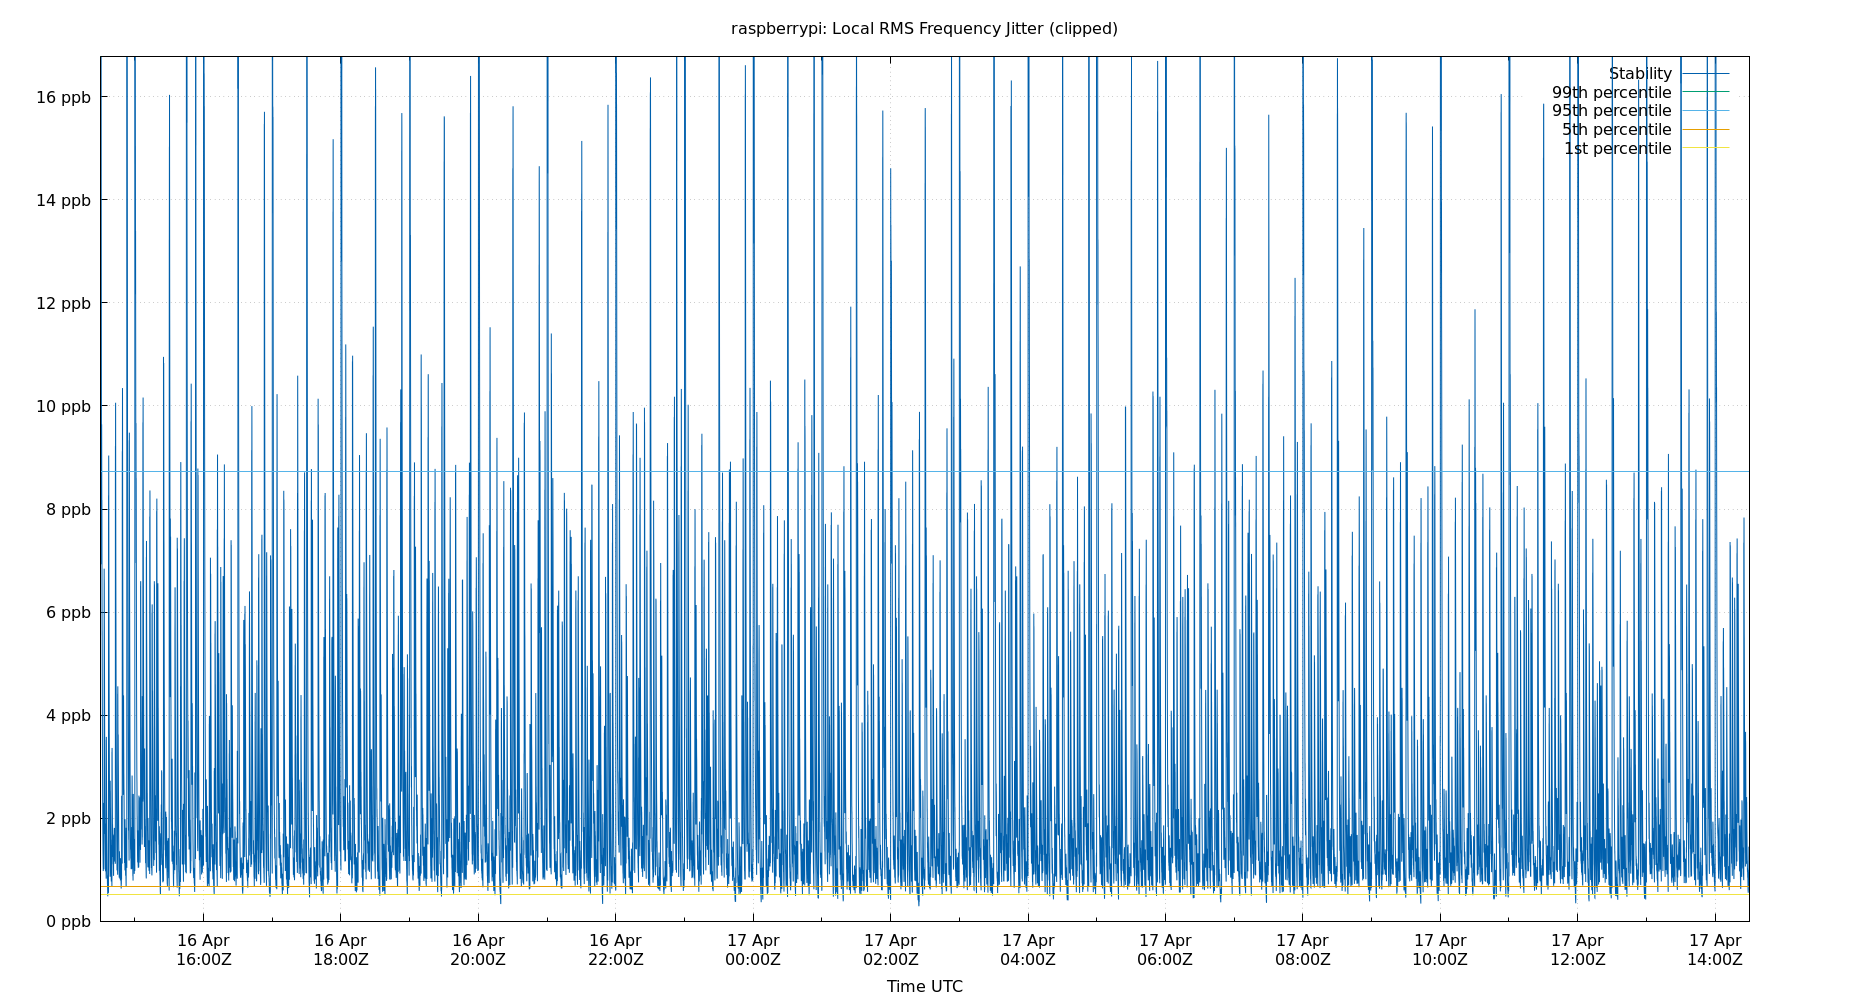 raspberrypi: Local RMS Frequency Jitter (clipped)
Stability
99th percentile
95th percentile
5th percentile
1st percentile
16 ppb
14 ppb
12 ppb
10 ppb
8 ppb
6 ppb
4 ppb
2 ppb
0 ppb
16 Apr 16 Apr 16 Apr 16 Apr 17 Apr 17 Apr 17 Apr 17 Apr 17 Apr 17 Apr 17 Apr 17 Apr
16:00Z 18:00Z 20:00Z 22:00Z 00:00Z 02:00Z 04:00Z 06:00Z 08:00Z 10:00Z 12:00Z 14:00Z
Time UTC